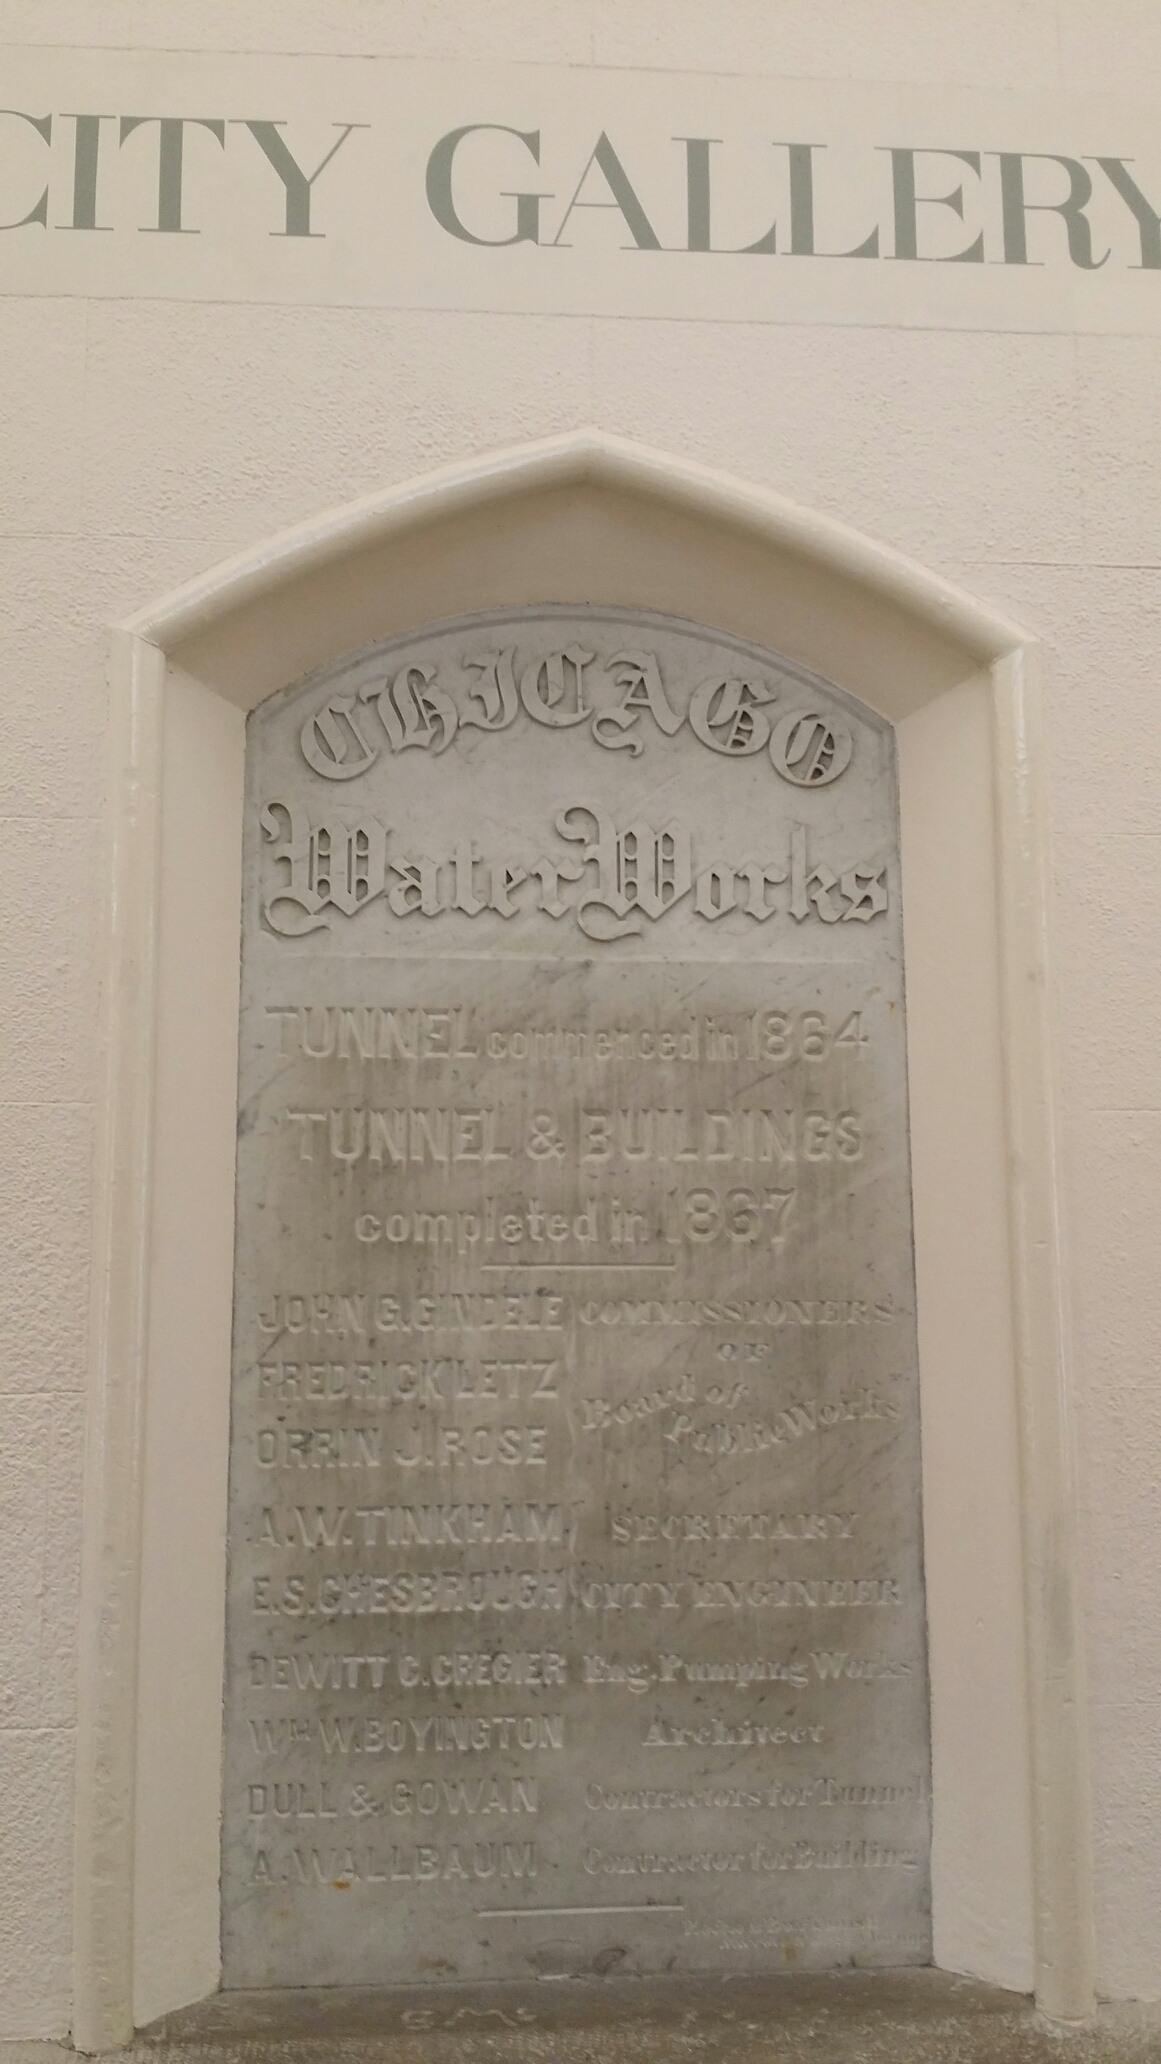 CITY GALLERY
CHICAGO
Water Works
TUNNEL commenced in 1864
TUNNEL & BUILDINGS
completed in 1867
JOHN G. GINDELE COMMISSIONERS
OF
FREDRICK LETZ
Board of
Public Works
ORRIN J. ROSE
A. W. TINKHAM SECRETARY
E. S. CHESBROUGH CITY ENGINEER
DEWITT C. CREGIER Eng. Pumping Works
WM W. BOYINGTON Architect
DULL & GOWAN Contractors for Tunnel
A. WALLBAUM Contractor for Building